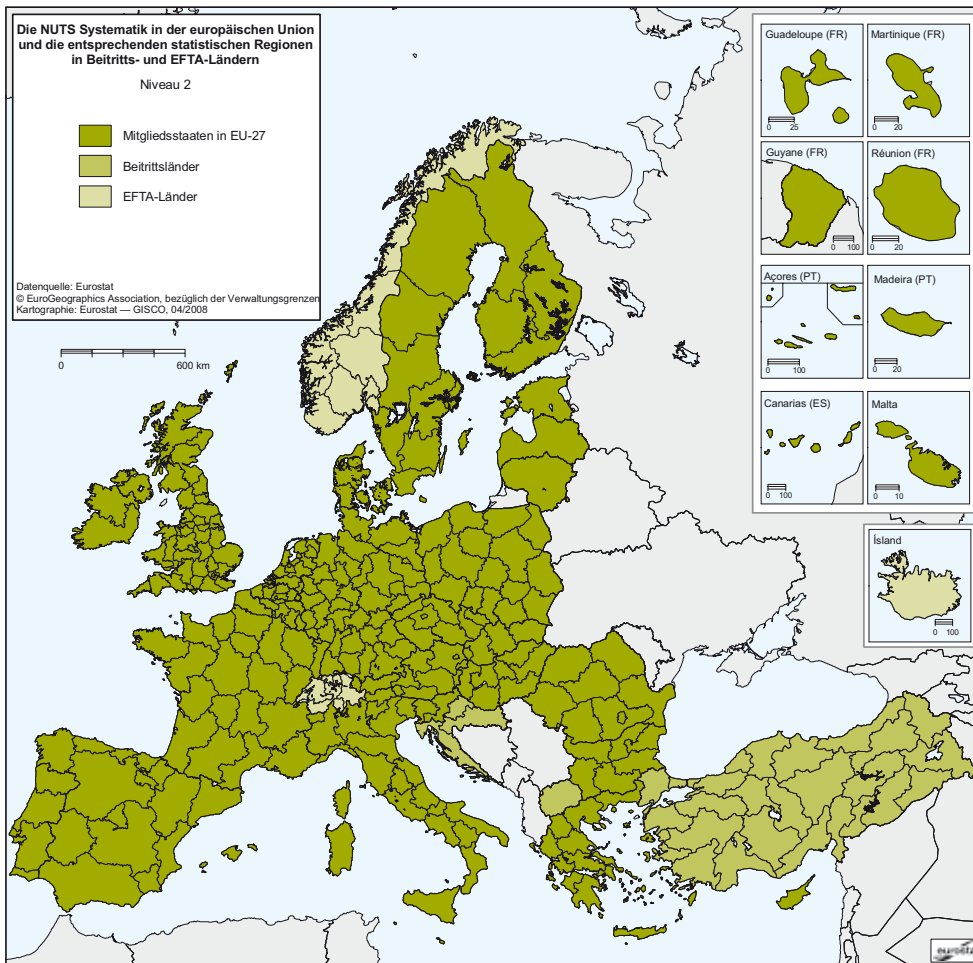 Die NUTS Systematik in der europäischen Union
und die entsprechenden statistischen Regionen
in Beitritts- und EFTA-Ländern
Niveau 2
Mitgliedsstaaten in EU-27
Beitrittsländer
EFTA-Länder
Datenquelle: Eurostat
© EuroGeographics Association, bezüglich der Verwaltungsgrenzen
Kartographie: Eurostat — GISCO, 04/2008
0 600 km
Guadeloupe (FR)
0 25
Martinique (FR)
0 20
Guyane (FR)
0 100
Réunion (FR)
0 20
Açores (PT)
0 100
Madeira (PT)
0 20
Canarias (ES)
0 100
Malta
0 10
Ísland
0 100
eurostat